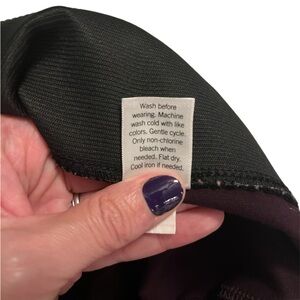 Wash before
wearing. Machine
wash cold with like
colors. Gentle cycle.
Only non-chlorine
bleach when
needed. Flat dry.
Cool iron if needed.